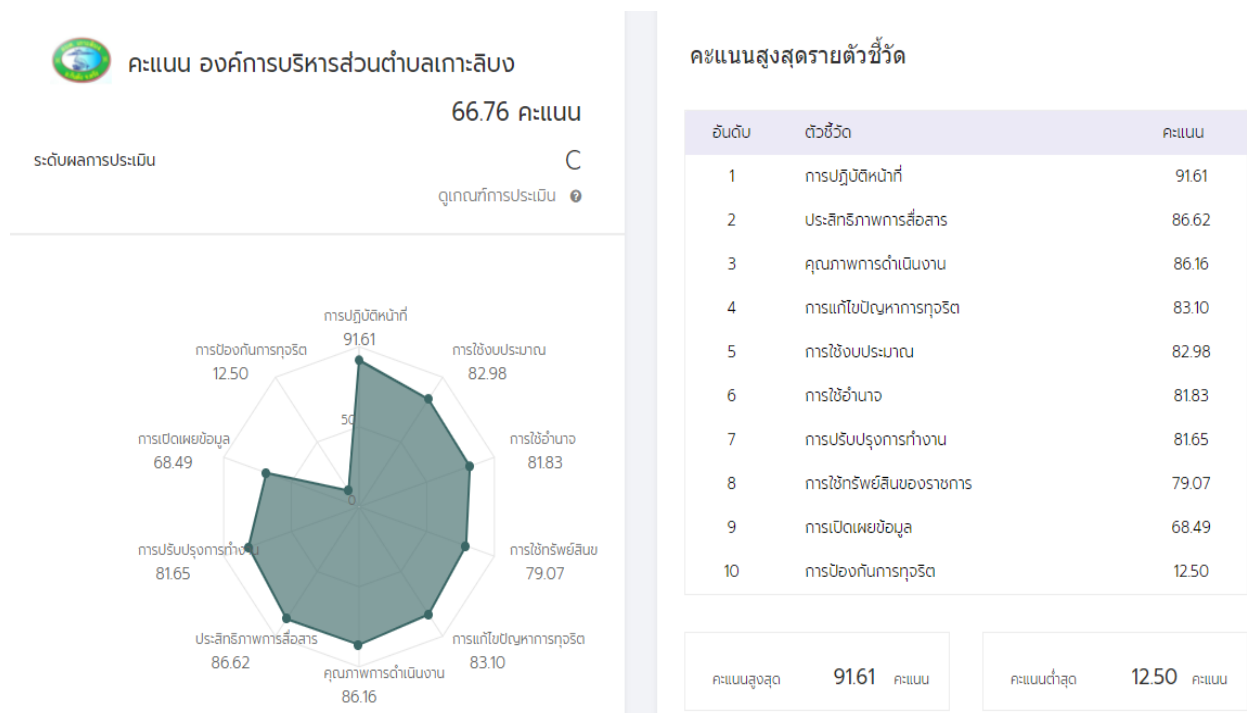 คะแนน องค์การบริหารส่วนตำบลเกาะลิบง
66.76 คะแนน
ระดับผลการประเมิน C
ดูเกณฑ์การประเมิน
การปฏิบัติหน้าที่
91.61
การป้องกันการทุจริต
12.50
การใช้งบประมาณ
82.98
50
การเปิดเผยข้อมูล
68.49
การใช้อำนาจ
81.83
0
การปรับปรุงการทำงาน
81.65
การใช้ทรัพย์สินข
79.07
ประสิทธิภาพการสื่อสาร
86.62
การแก้ไขปัญหาการทุจริต
83.10
คุณภาพการดำเนินงาน
86.16
คะแนนสูงสุดรายตัวชี้วัด
อันดับ ตัวชี้วัด คะแนน
1 การปฏิบัติหน้าที่ 91.61
2 ประสิทธิภาพการสื่อสาร 86.62
3 คุณภาพการดำเนินงาน 86.16
4 การแก้ไขปัญหาการทุจริต 83.10
5 การใช้งบประมาณ 82.98
6 การใช้อำนาจ 81.83
7 การปรับปรุงการทำงาน 81.65
8 การใช้ทรัพย์สินของราชการ 79.07
9 การเปิดเผยข้อมูล 68.49
10 การป้องกันการทุจริต 12.50
คะแนนสูงสุด 91.61 คะแนน
คะแนนต่ำสุด 12.50 คะแนน